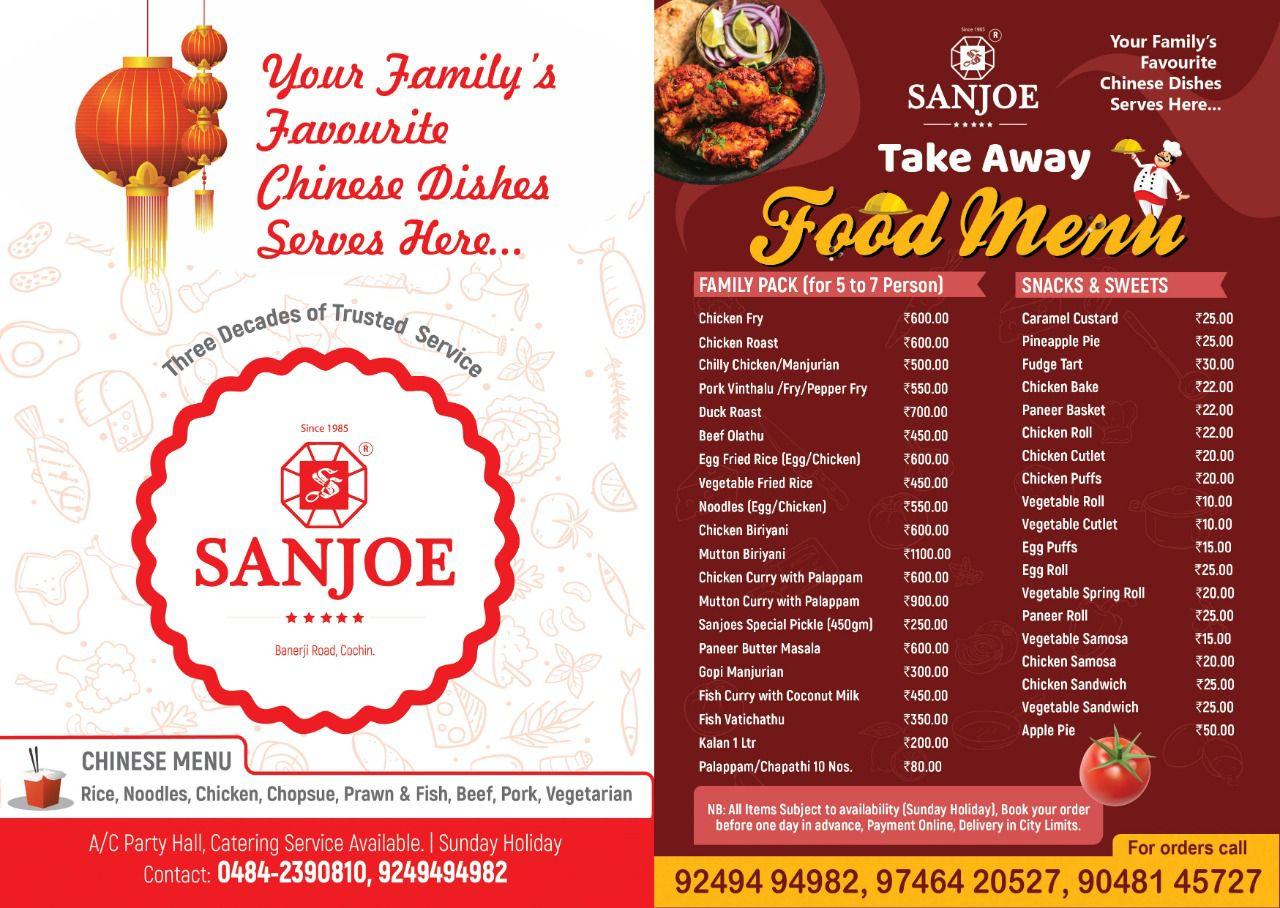 Your Family's
Favourite
Chinese Dishes
Serves Here...
Three Decades of Trusted Service
Since 1985
®
SANJOE
Banerji Road, Cochin.
CHINESE MENU
Rice, Noodles, Chicken, Chopsue, Prawn & Fish, Beef, Pork, Vegetarian
A/C Party Hall, Catering Service Available. | Sunday Holiday
Contact: 0484-2390810, 9249494982
Since 1985
®
SANJOE
Your Family's
Favourite
Chinese Dishes
Serves Here...
Take Away
Food Menu
FAMILY PACK (for 5 to 7 Person)
Chicken Fry ₹600.00
Chicken Roast ₹600.00
Chilly Chicken/Manjurian ₹500.00
Pork Vinthalu /Fry/Pepper Fry ₹550.00
Duck Roast ₹700.00
Beef Olathu ₹450.00
Egg Fried Rice (Egg/Chicken) ₹600.00
Vegetable Fried Rice ₹450.00
Noodles (Egg/Chicken) ₹550.00
Chicken Biriyani ₹600.00
Mutton Biriyani ₹1100.00
Chicken Curry with Palappam ₹600.00
Mutton Curry with Palappam ₹900.00
Sanjoes Special Pickle (450gm) ₹250.00
Paneer Butter Masala ₹600.00
Gopi Manjurian ₹300.00
Fish Curry with Coconut Milk ₹450.00
Fish Vatichathu ₹350.00
Kalan 1 Ltr ₹200.00
Palappam/Chapathi 10 Nos. ₹80.00
SNACKS & SWEETS
Caramel Custard ₹25.00
Pineapple Pie ₹25.00
Fudge Tart ₹30.00
Chicken Bake ₹22.00
Paneer Basket ₹22.00
Chicken Roll ₹22.00
Chicken Cutlet ₹20.00
Chicken Puffs ₹20.00
Vegetable Roll ₹10.00
Vegetable Cutlet ₹10.00
Egg Puffs ₹15.00
Egg Roll ₹25.00
Vegetable Spring Roll ₹20.00
Paneer Roll ₹25.00
Vegetable Samosa ₹15.00
Chicken Samosa ₹20.00
Chicken Sandwich ₹25.00
Vegetable Sandwich ₹25.00
Apple Pie ₹50.00
NB: All Items Subject to availability (Sunday Holiday), Book your order
before one day in advance, Payment Online, Delivery in City Limits.
For orders call
92494 94982, 97464 20527, 90481 45727